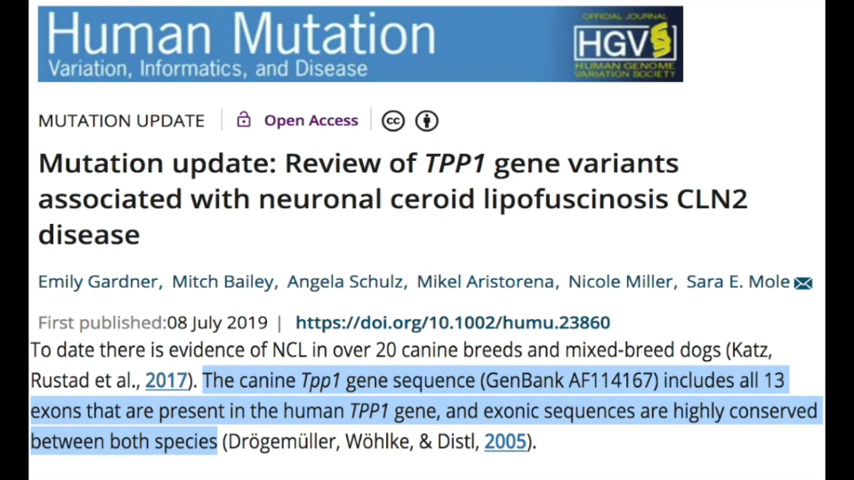 Human Mutation
Variation, Informatics, and Disease
OFFICIAL JOURNAL
HGVS
HUMAN GENOME
VARIATION SOCIETY
MUTATION UPDATE | Open Access | cc
Mutation update: Review of TPP1 gene variants
associated with neuronal ceroid lipofuscinosis CLN2
disease
Emily Gardner, Mitch Bailey, Angela Schulz, Mikel Aristorena, Nicole Miller, Sara E. Mole
First published:08 July 2019 | https://doi.org/10.1002/humu.23860
To date there is evidence of NCL in over 20 canine breeds and mixed-breed dogs (Katz,
Rustad et al., 2017). The canine Tpp1 gene sequence (GenBank AF114167) includes all 13
exons that are present in the human TPP1 gene, and exonic sequences are highly conserved
between both species (Drögemüller, Wöhlke, & Distl, 2005).